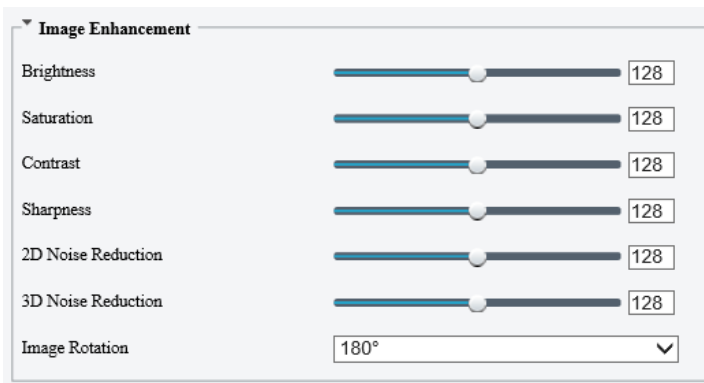 Image Enhancement
Brightness 128
Saturation 128
Contrast 128
Sharpness 128
2D Noise Reduction 128
3D Noise Reduction 128
Image Rotation 180°